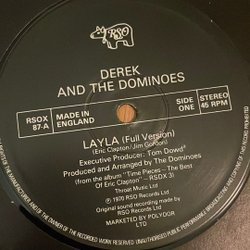 RSO
DEREK
AND THE DOMINOES
RSOX
87-A
MADE IN
ENGLAND
SIDE
ONE
STEREO
45 RPM
LAYLA (Full Version)
(Eric Clapton/Jim Gordon)
Executive Producer: Tom Dowd
Produced and Arranged by The Dominoes
(from the album "Time Pieces – The Best
Of Eric Clapton" – RSDX 3)
Throat Music Ltd
℗ 1970 RSO Records Ltd
Original sound recording made by
RSO Records Ltd
MARKETED BY POLYDOR
LTD